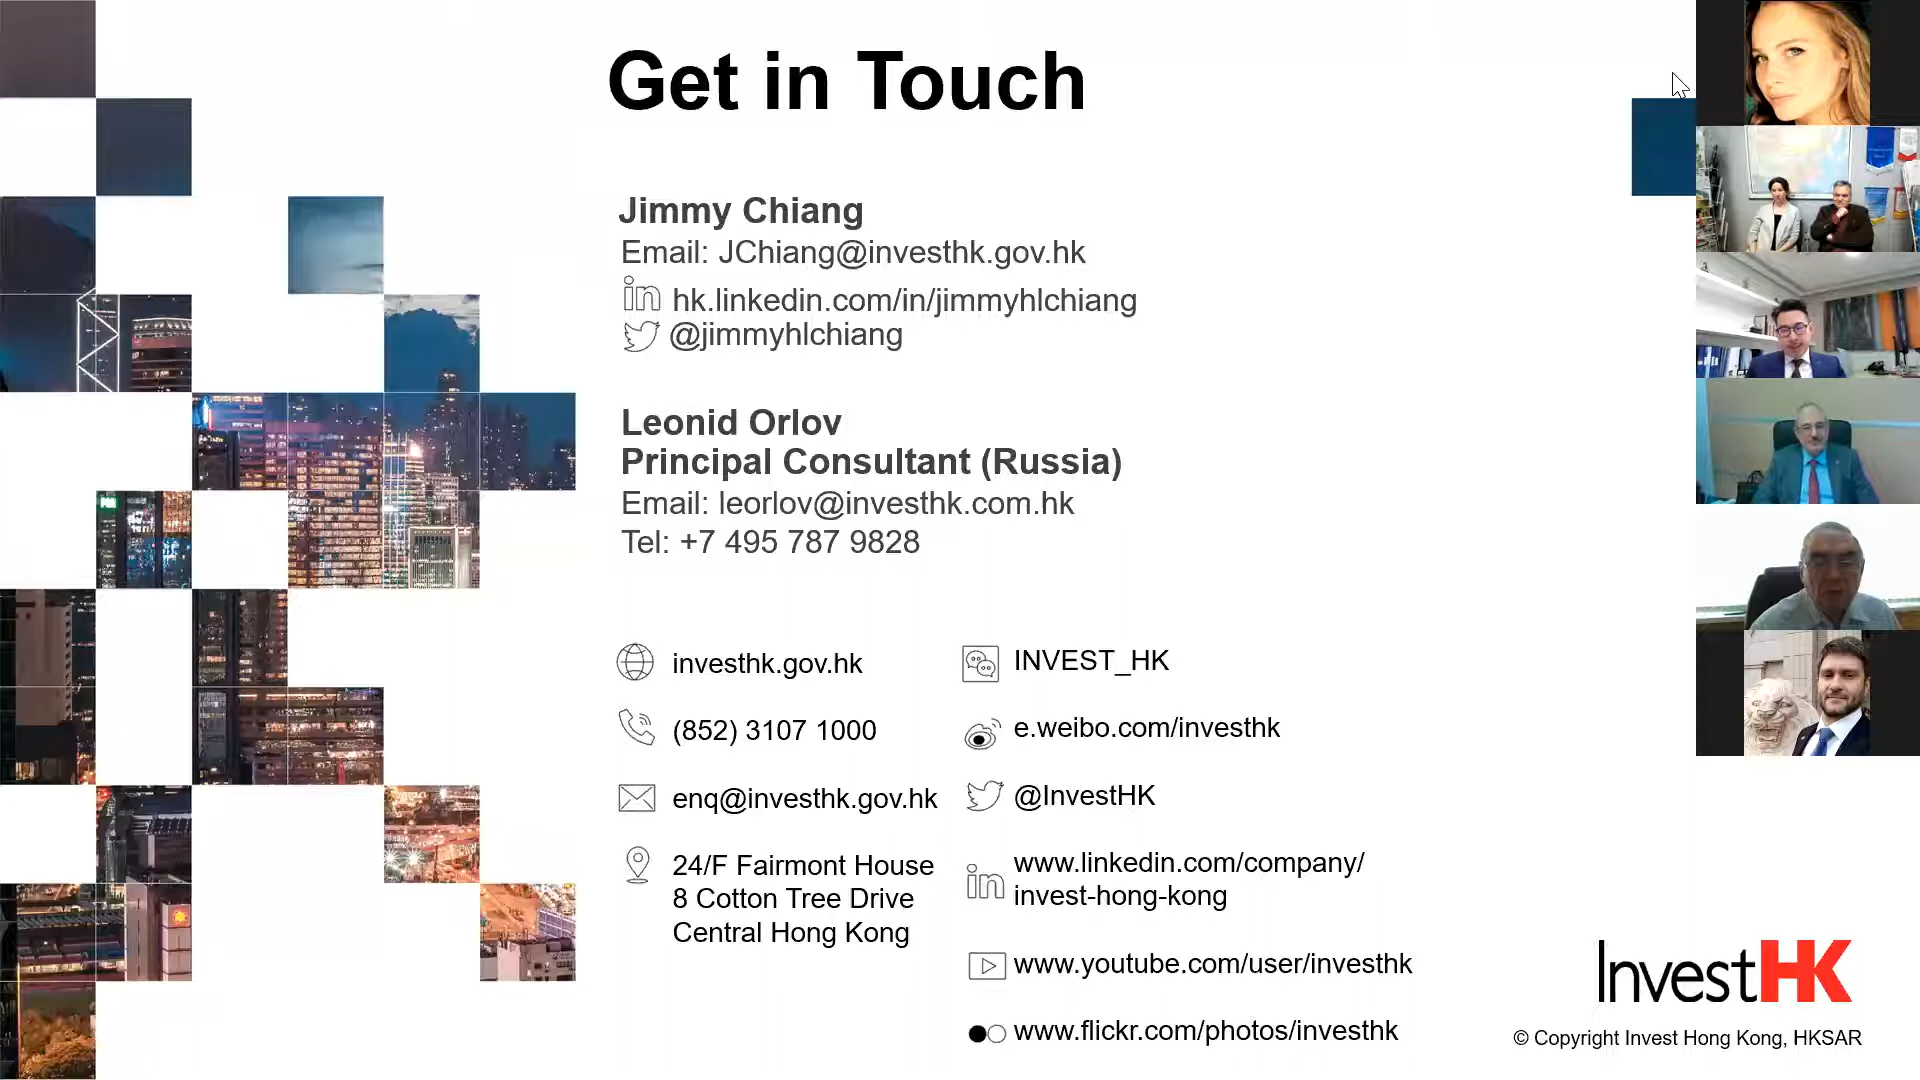 Get in Touch
Jimmy Chiang
Email: JChiang@investhk.gov.hk
in hk.linkedin.com/in/jimmyhlchiang
@jimmyhlchiang
Leonid Orlov
Principal Consultant (Russia)
Email: leorlov@investhk.com.hk
Tel: +7 495 787 9828
investhk.gov.hk
(852) 3107 1000
enq@investhk.gov.hk
24/F Fairmont House
8 Cotton Tree Drive
Central Hong Kong
INVEST_HK
e.weibo.com/investhk
@InvestHK
in www.linkedin.com/company/
invest-hong-kong
www.youtube.com/user/investhk
www.flickr.com/photos/investhk
InvestHK
© Copyright Invest Hong Kong, HKSAR